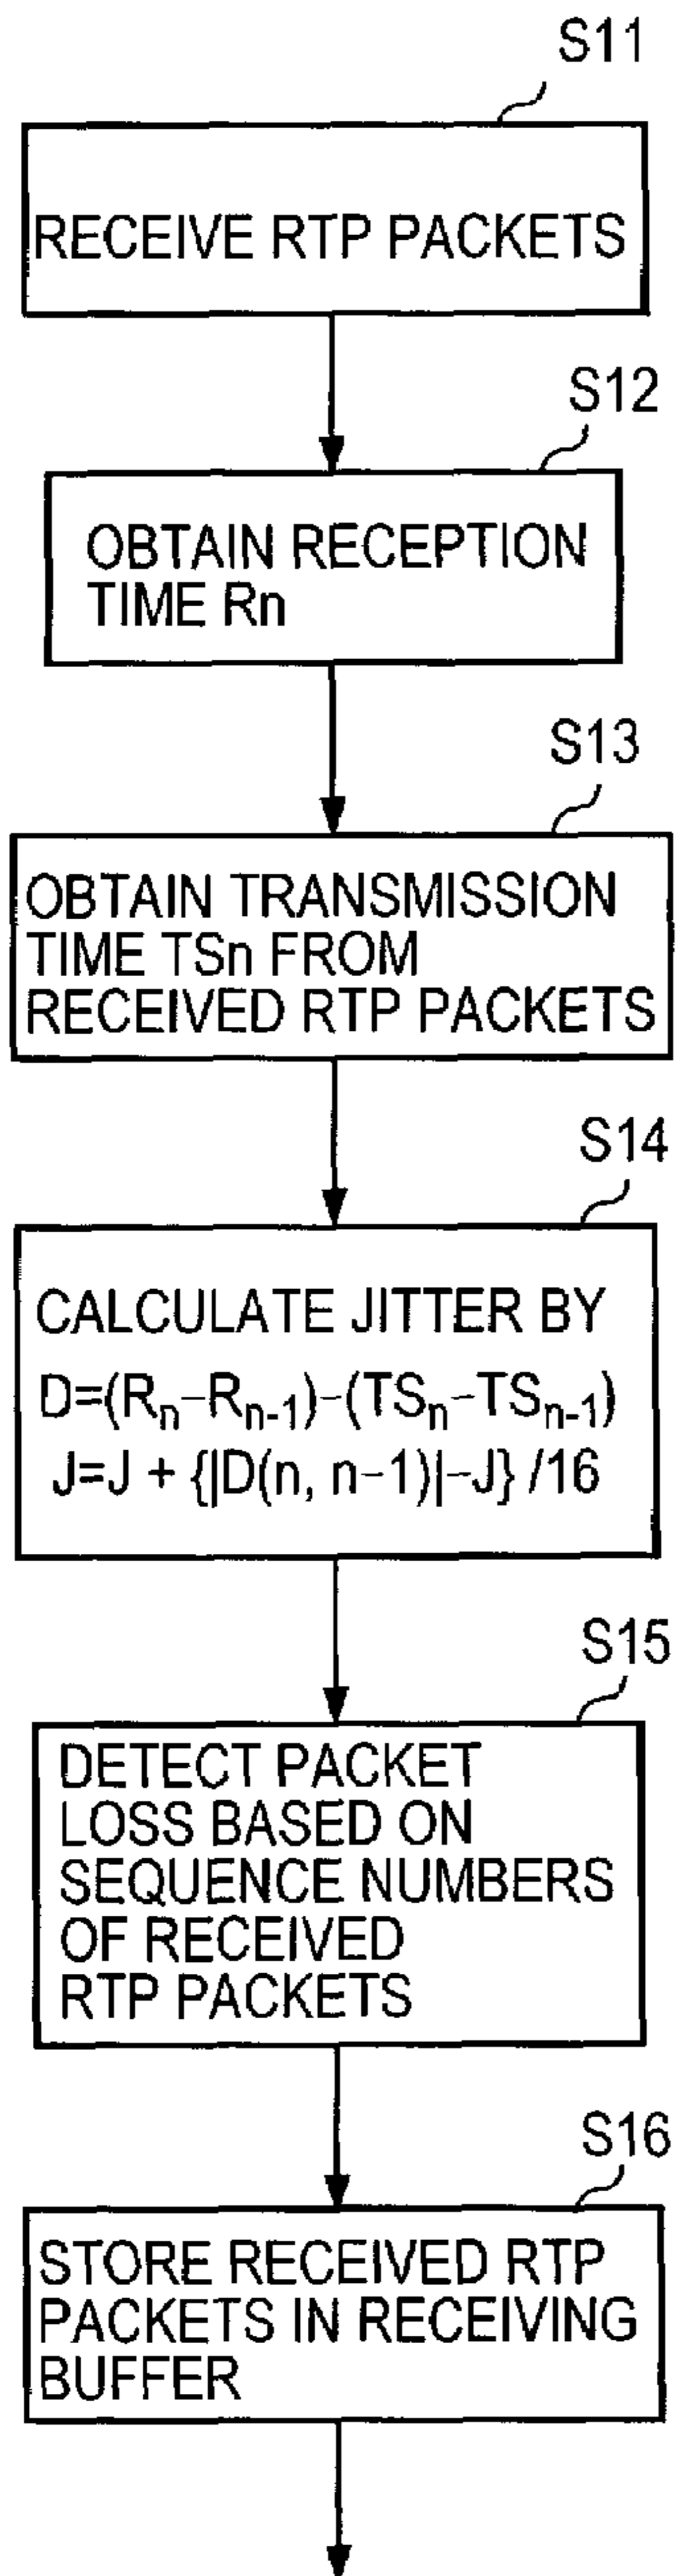 S11
RECEIVE RTP PACKETS
S12
OBTAIN RECEPTION
TIME Rn
S13
OBTAIN TRANSMISSION
TIME TSn FROM
RECEIVED RTP PACKETS
S14
CALCULATE JITTER BY
D=(Rₙ-Rₙ₋₁)-(TSₙ-TSₙ₋₁)
J=J + {|D(n, n-1)|-J} /16
S15
DETECT PACKET
LOSS BASED ON
SEQUENCE NUMBERS
OF RECEIVED
RTP PACKETS
S16
STORE RECEIVED RTP
PACKETS IN RECEIVING
BUFFER